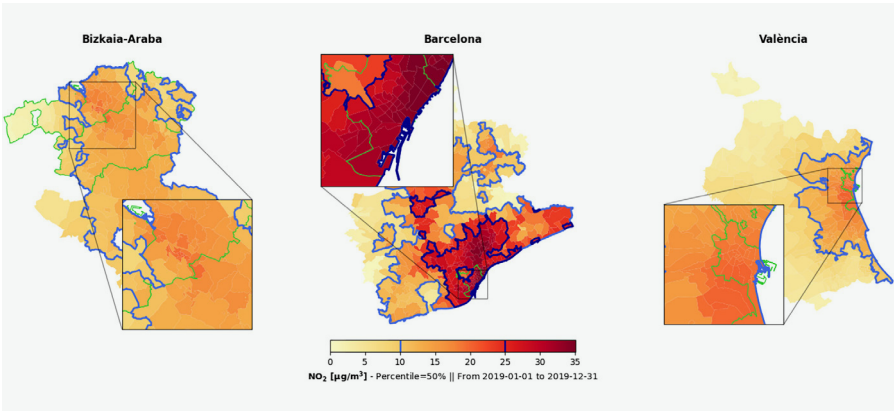 Bizkaia-Araba
Barcelona
València
0 5 10 15 20 25 30 35
NO₂ [µg/m³] - Percentile=50% || From 2019-01-01 to 2019-12-31